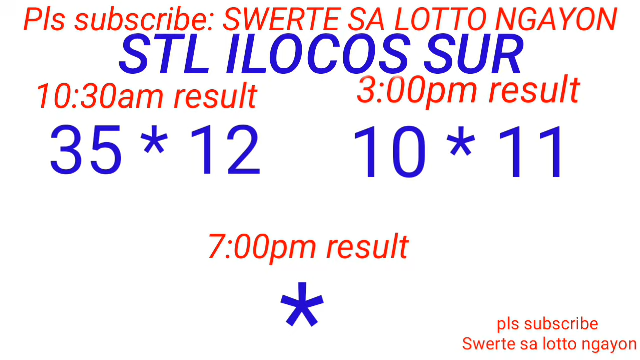 Pls subscribe: SWERTE SA LOTTO NGAYON
STL ILOCOS SUR
10:30am result
3:00pm result
35 * 12
10 * 11
7:00pm result
*
pls subscribe
Swerte sa lotto ngayon